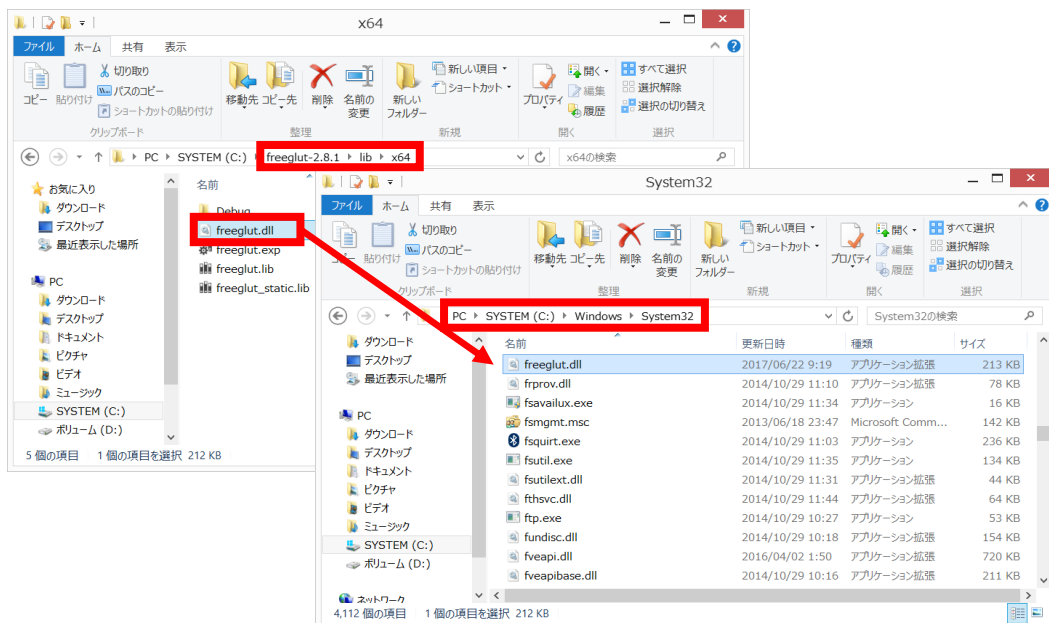 x64
ファイル ホーム 共有 表示
コピー 貼り付け 切り取り パスのコピー ショートカットの貼り付け
移動先 コピー先 削除 名前の変更
新しいフォルダー 新しい項目 ショートカット
プロパティ 開く 編集 履歴
すべて選択 選択解除 選択の切り替え
クリップボード 整理 新規 開く 選択
PC SYSTEM (C:) freeglut-2.8.1 lib x64 x64の検索
お気に入り
ダウンロード
デスクトップ
最近表示した場所
PC
ダウンロード
デスクトップ
ドキュメント
ピクチャ
ビデオ
ミュージック
SYSTEM (C:)
ボリューム (D:)
名前
Debug
freeglut.dll
freeglut.exp
freeglut.lib
freeglut_static.lib
5 個の項目 1 個の項目を選択 212 KB
System32
ファイル ホーム 共有 表示
コピー 貼り付け 切り取り パスのコピー ショートカットの貼り付け
移動先 コピー先 削除 名前の変更
新しいフォルダー 新しい項目 ショートカット
プロパティ 開く 編集 履歴
すべて選択 選択解除 選択の切り替え
クリップボード 整理 新規 開く 選択
PC SYSTEM (C:) Windows System32 System32の検索
ダウンロード
デスクトップ
最近表示した場所
PC
ダウンロード
デスクトップ
ドキュメント
ピクチャ
ビデオ
ミュージック
SYSTEM (C:)
ボリューム (D:)
ネットワーク
名前 更新日時 種類 サイズ
freeglut.dll 2017/06/22 9:19 アプリケーション拡張 213 KB
frprov.dll 2014/10/29 11:10 アプリケーション拡張 78 KB
fsavailux.exe 2014/10/29 11:34 アプリケーション 16 KB
fsmgmt.msc 2013/06/18 23:47 Microsoft Comm... 142 KB
fsquirt.exe 2014/10/29 11:03 アプリケーション 236 KB
fsutil.exe 2014/10/29 11:35 アプリケーション 134 KB
fsutilext.dll 2014/10/29 11:31 アプリケーション拡張 44 KB
fthsvc.dll 2014/10/29 11:44 アプリケーション拡張 64 KB
ftp.exe 2014/10/29 10:27 アプリケーション 53 KB
fundisc.dll 2014/10/29 10:18 アプリケーション拡張 154 KB
fveapi.dll 2016/04/02 1:50 アプリケーション拡張 720 KB
fveapibase.dll 2014/10/29 10:16 アプリケーション拡張 211 KB
4,112 個の項目 1 個の項目を選択 212 KB